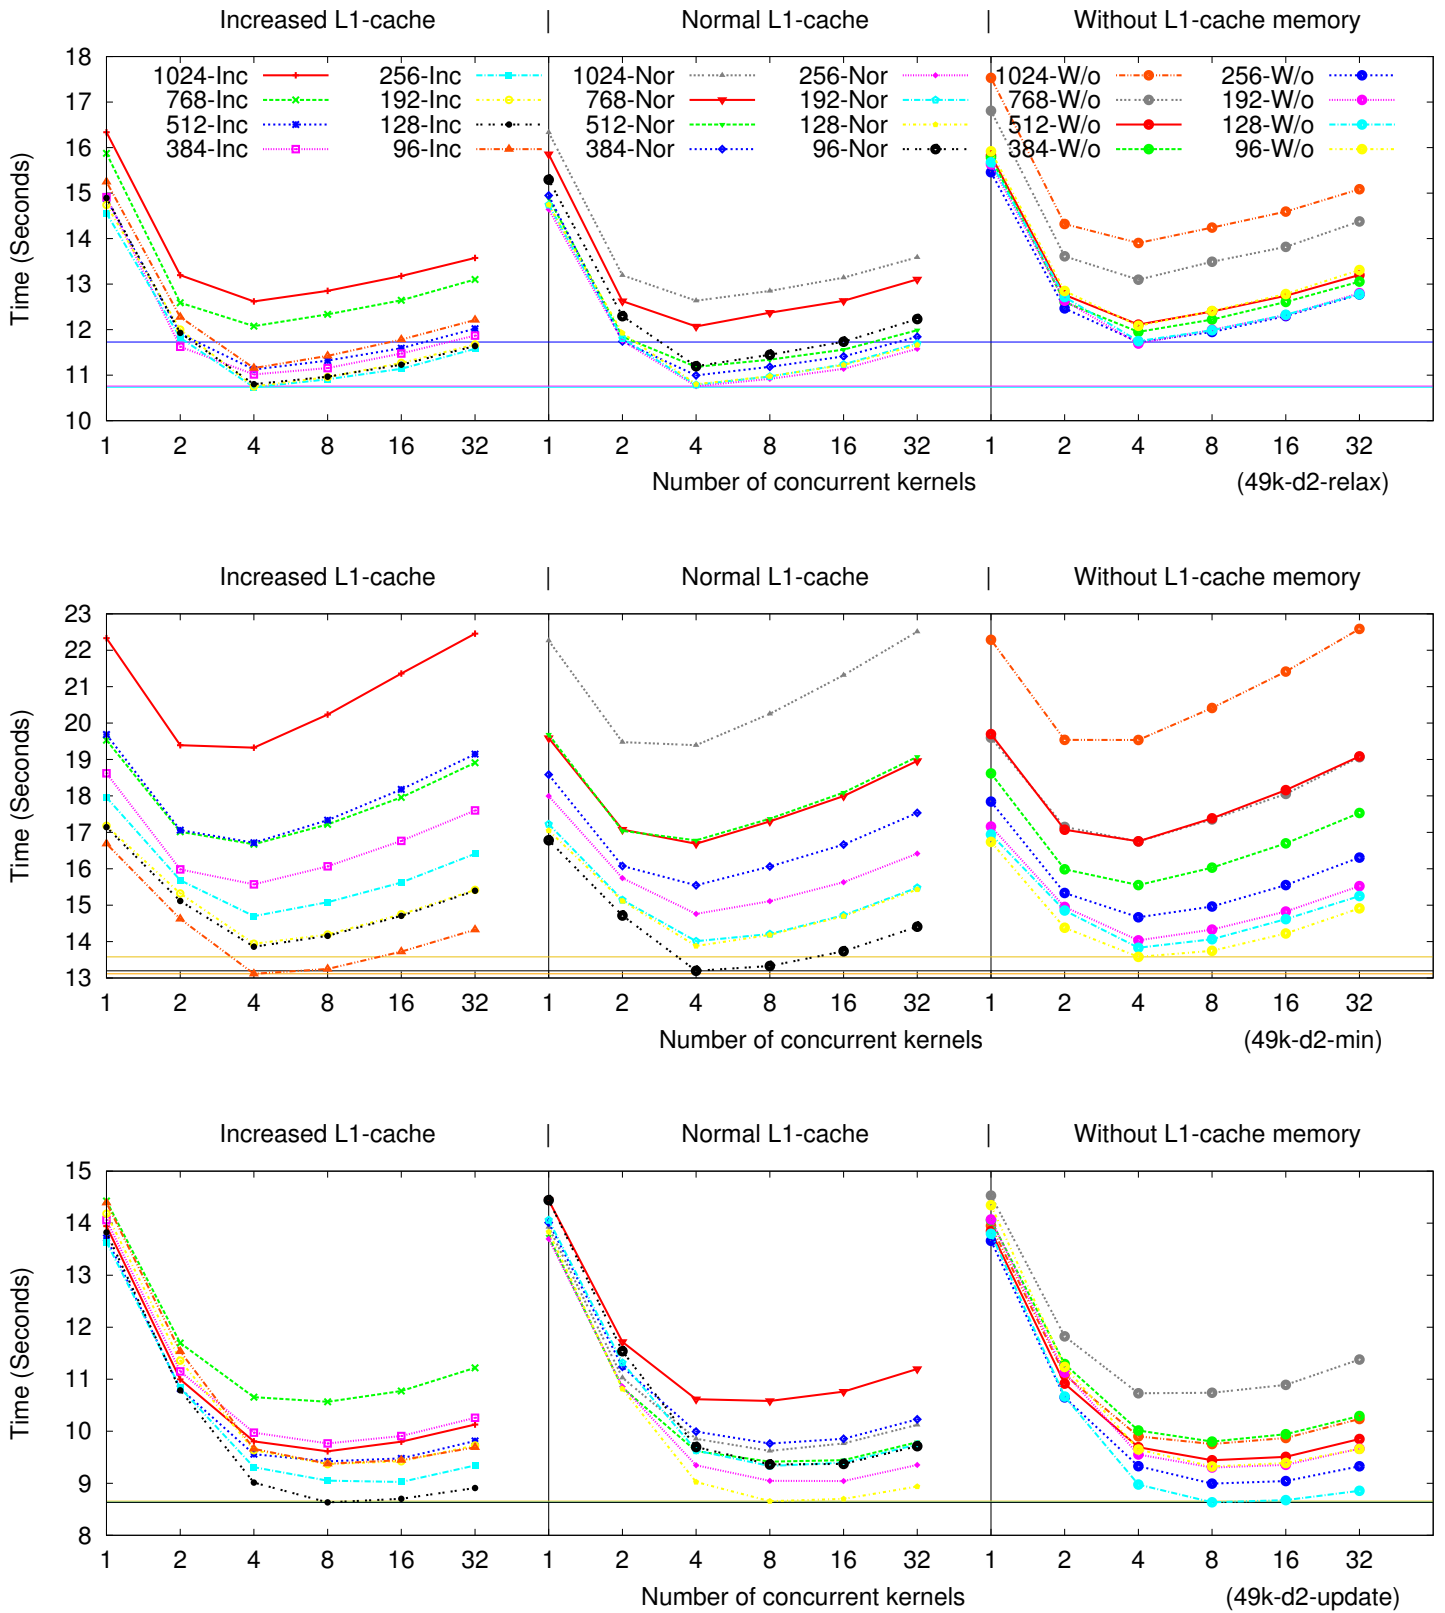 Increased L1-cache | Normal L1-cache | Without L1-cache memory
18
17
16
15
14
13
12
11
10
Time (Seconds)
1024-Inc 256-Inc 1024-Nor 256-Nor 1024-W/o 256-W/o
768-Inc 192-Inc 768-Nor 192-Nor 768-W/o 192-W/o
512-Inc 128-Inc 512-Nor 128-Nor 512-W/o 128-W/o
384-Inc 96-Inc 384-Nor 96-Nor 384-W/o 96-W/o
1 2 4 8 16 32 1 2 4 8 16 32 1 2 4 8 16 32
Number of concurrent kernels (49k-d2-relax)
Increased L1-cache | Normal L1-cache | Without L1-cache memory
23
22
21
20
19
18
17
16
15
14
13
Time (Seconds)
1 2 4 8 16 32 1 2 4 8 16 32 1 2 4 8 16 32
Number of concurrent kernels (49k-d2-min)
Increased L1-cache | Normal L1-cache | Without L1-cache memory
15
14
13
12
11
10
9
8
Time (Seconds)
1 2 4 8 16 32 1 2 4 8 16 32 1 2 4 8 16 32
Number of concurrent kernels (49k-d2-update)